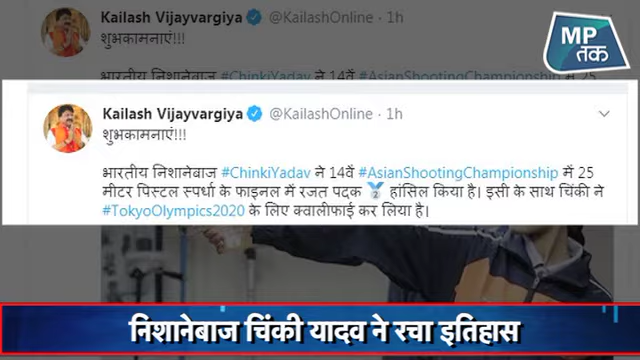 Kailash Vijayvargiya @KailashOnline · 1h
शुभकामनाएं!!!
MP
तक
भारतीय निशानेबाज #ChinkiYadav ने 14वें #AsianShootingChampionship में 25
Kailash Vijayvargiya @KailashOnline · 1h
शुभकामनाएं!!!
भारतीय निशानेबाज #ChinkiYadav ने 14वें #AsianShootingChampionship में 25
मीटर पिस्टल स्पर्धा के फाइनल में रजत पदक 🥈 हांसिल किया है। इसी के साथ चिंकी ने
#TokyoOlympics2020 के लिए क्वालीफाई कर लिया है।
निशानेबाज चिंकी यादव ने रचा इतिहास